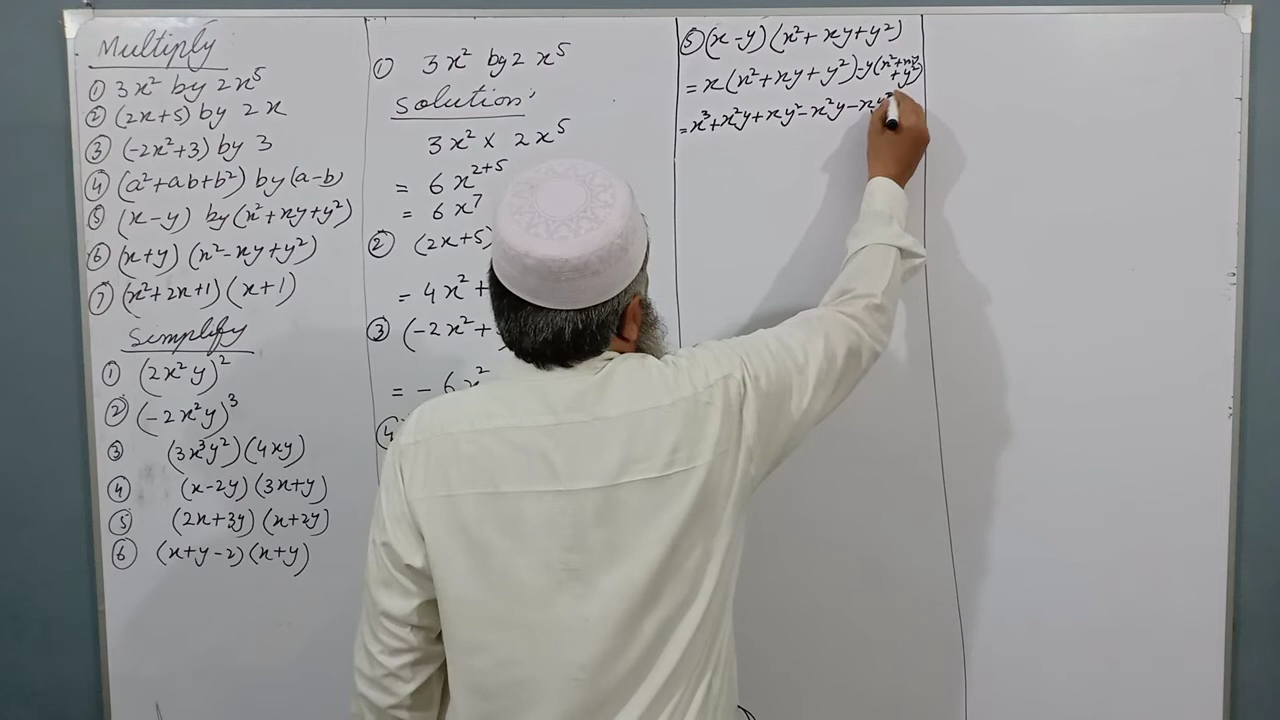 Multiply
① 3x² by 2x⁵
② (2x+5) by 2x
③ (-2x²+3) by 3
④ (a²+ab+b²) by (a-b)
⑤ (x-y) by (x²+xy+y²)
⑥ (x+y) (x²-xy+y²)
⑦ (x²+2x+1) (x+1)
Simplify
① (2x²y)²
② (-2x²y)³
③ (3x³y²)(4xy)
④ (x-2y)(3x+y)
⑤ (2x+3y)(x+2y)
⑥ (x+y-2)(x+y)
① 3x² by 2x⁵
Solution:
3x² × 2x⁵
= 6x²⁺⁵
= 6x⁷
② (2x+5)
= 4x²+
③ (-2x²+
= -6x²
④
⑤ (x-y) (x²+xy+y²)
= x(x²+xy+y²)-y(x²+xy+y²)
= x³+x²y+xy²-x²y-xy²